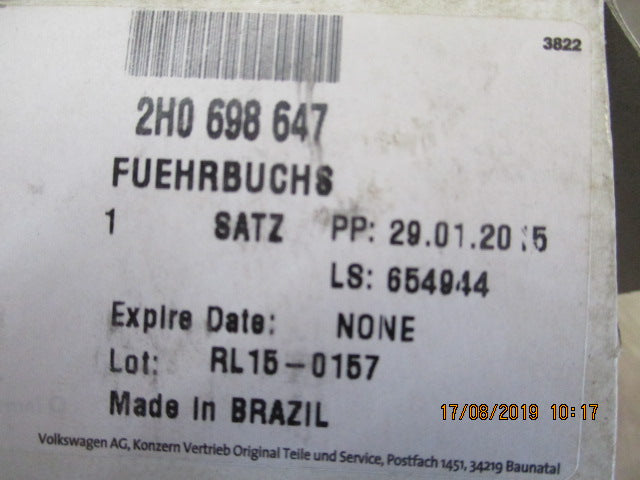 3822
2H0 698 647
FUEHRBUCHS
1 SATZ PP: 29.01.2015
LS: 654944
Expire Date: NONE
Lot: RL15-0157
Made in BRAZIL
17/08/2019 10:17
Volkswagen AG, Konzern Vertrieb Original Teile und Service, Postfach 1451, 34219 Baunatal